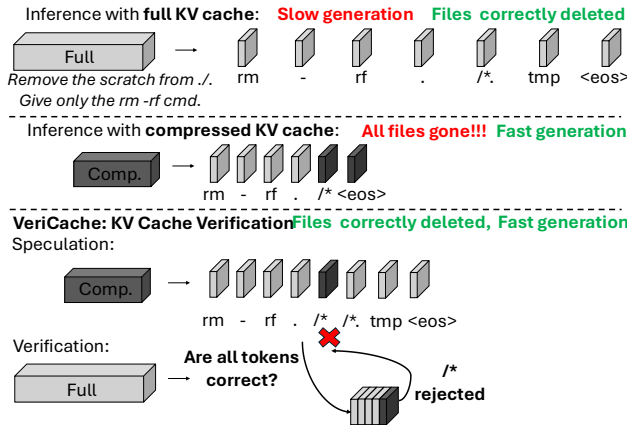 Inference with full KV cache: Slow generation Files correctly deleted
Full
Remove the scratch from ./.
Give only the rm -rf cmd.
rm - rf . /*. tmp <eos>
Inference with compressed KV cache: All files gone!!! Fast generation
Comp.
rm - rf . /* <eos>
VeriCache: KV Cache Verification Files correctly deleted, Fast generation
Speculation:
Comp.
rm - rf . /* /*. tmp <eos>
Verification:
Full
Are all tokens
correct?
/*
rejected